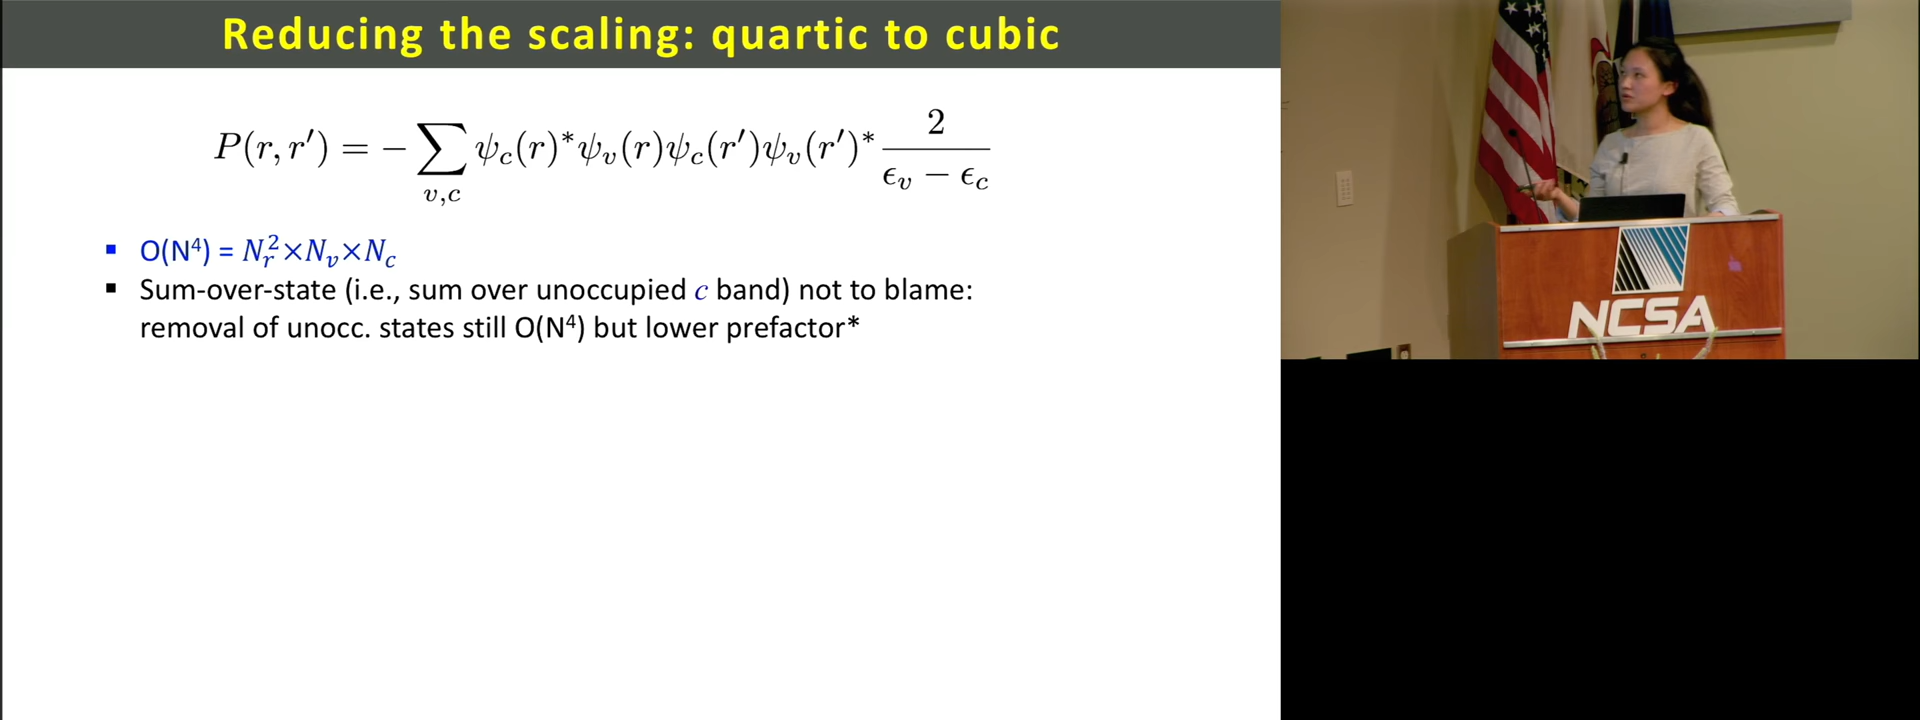 Reducing the scaling: quartic to cubic
P(r, r′) = − ∑_{v,c} ψ_c(r)*ψ_v(r)ψ_c(r′)ψ_v(r′)* 2/(ϵ_v − ϵ_c)
▪ O(N⁴) = N_r²×N_v×N_c
▪ Sum-over-state (i.e., sum over unoccupied c band) not to blame:
removal of unocc. states still O(N⁴) but lower prefactor*
NCSA